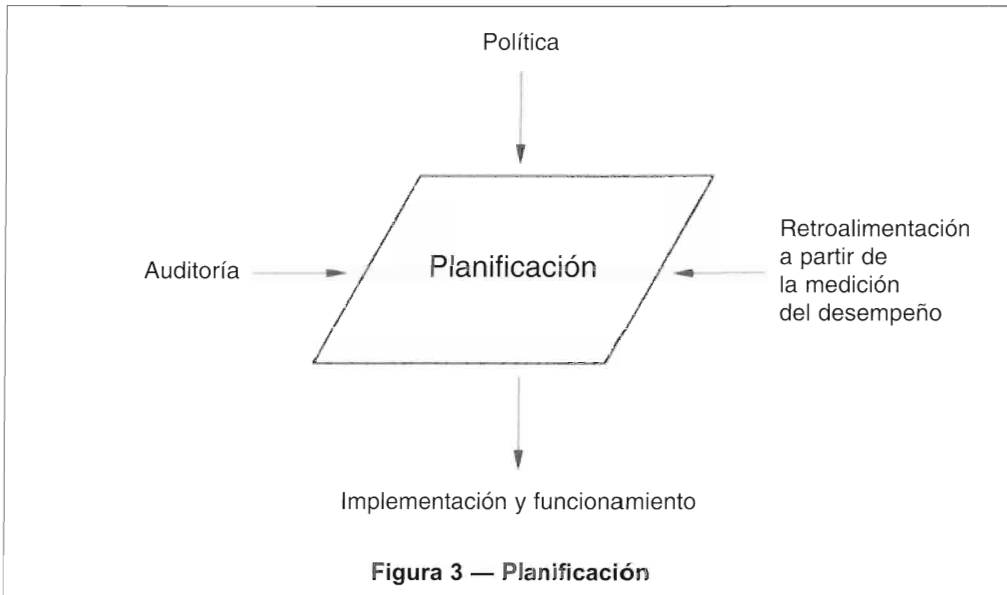 Política
Auditoría
Planificación
Retroalimentación
a partir de
la medición
del desempeño
Implementación y funcionamiento
Figura 3 — Planificación